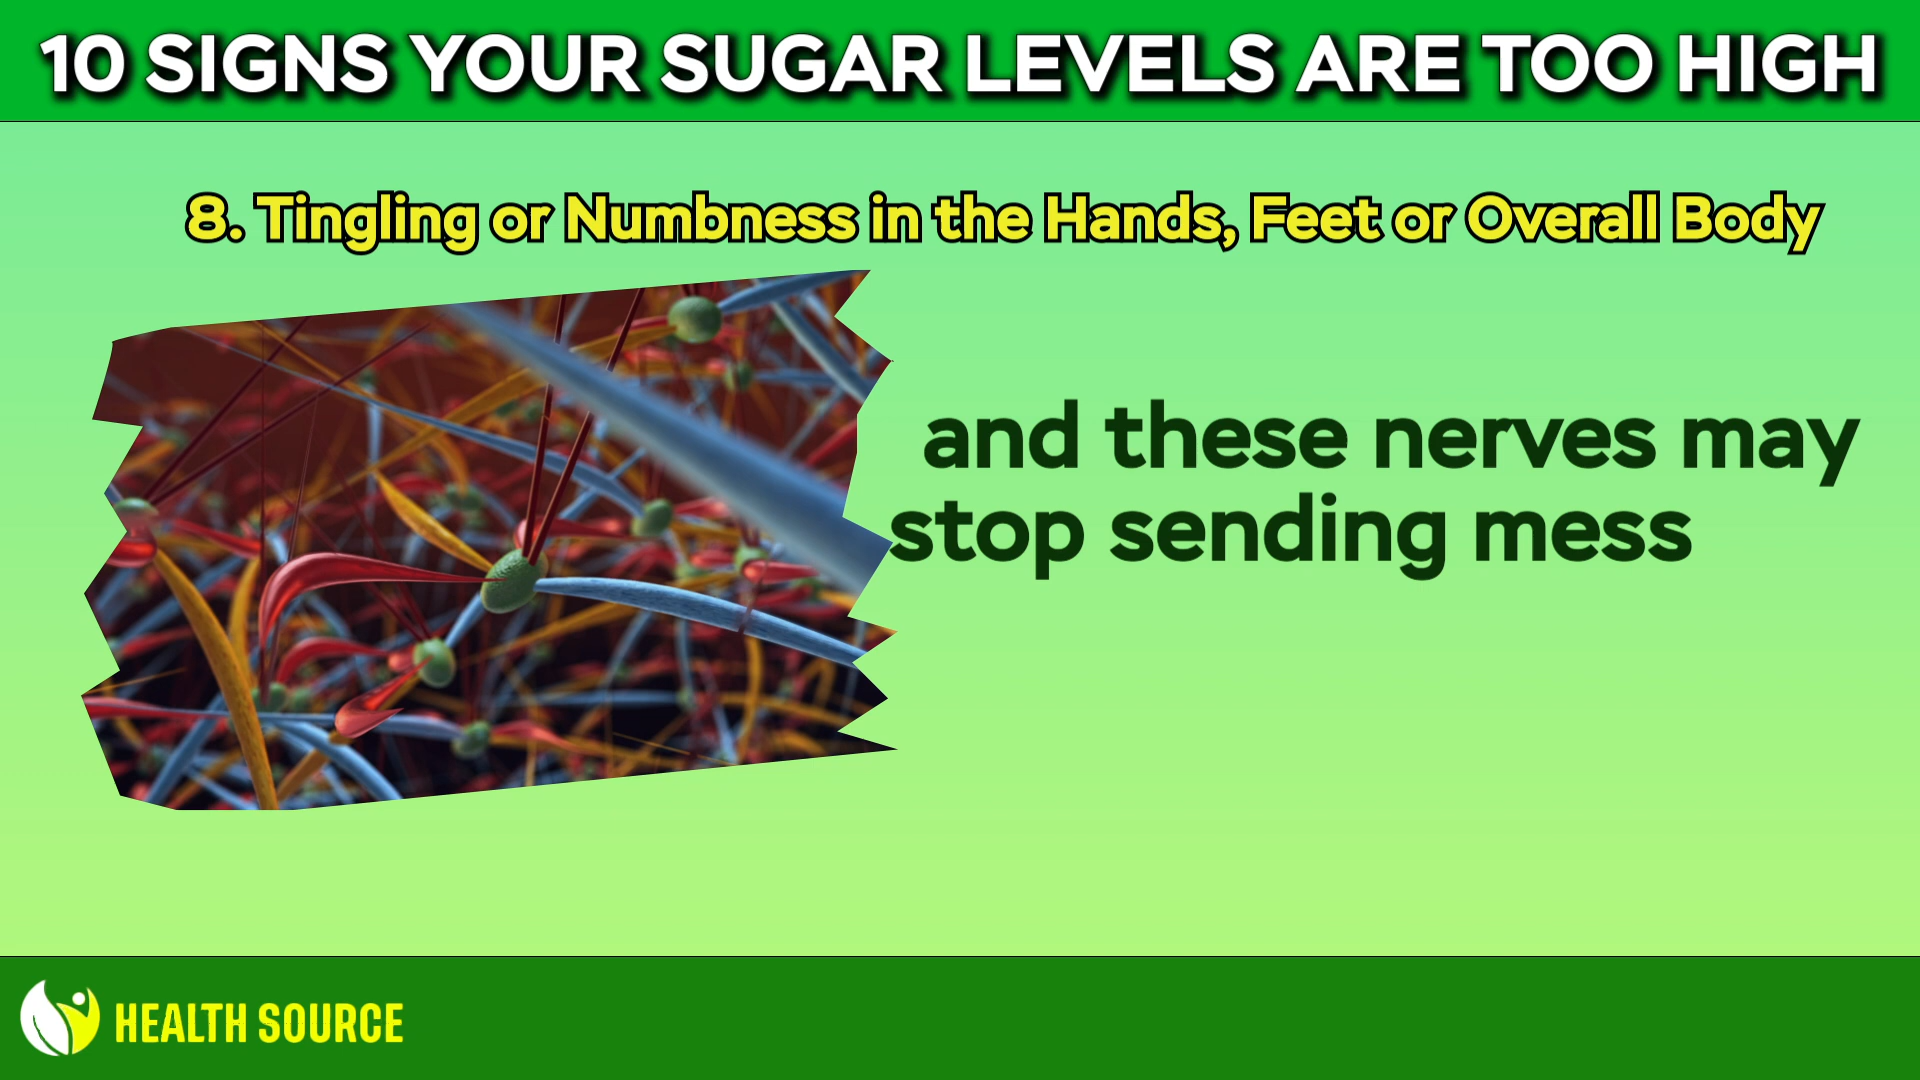 10 SIGNS YOUR SUGAR LEVELS ARE TOO HIGH
8. Tingling or Numbness in the Hands, Feet or Overall Body
and these nerves may
stop sending mess
HEALTH SOURCE